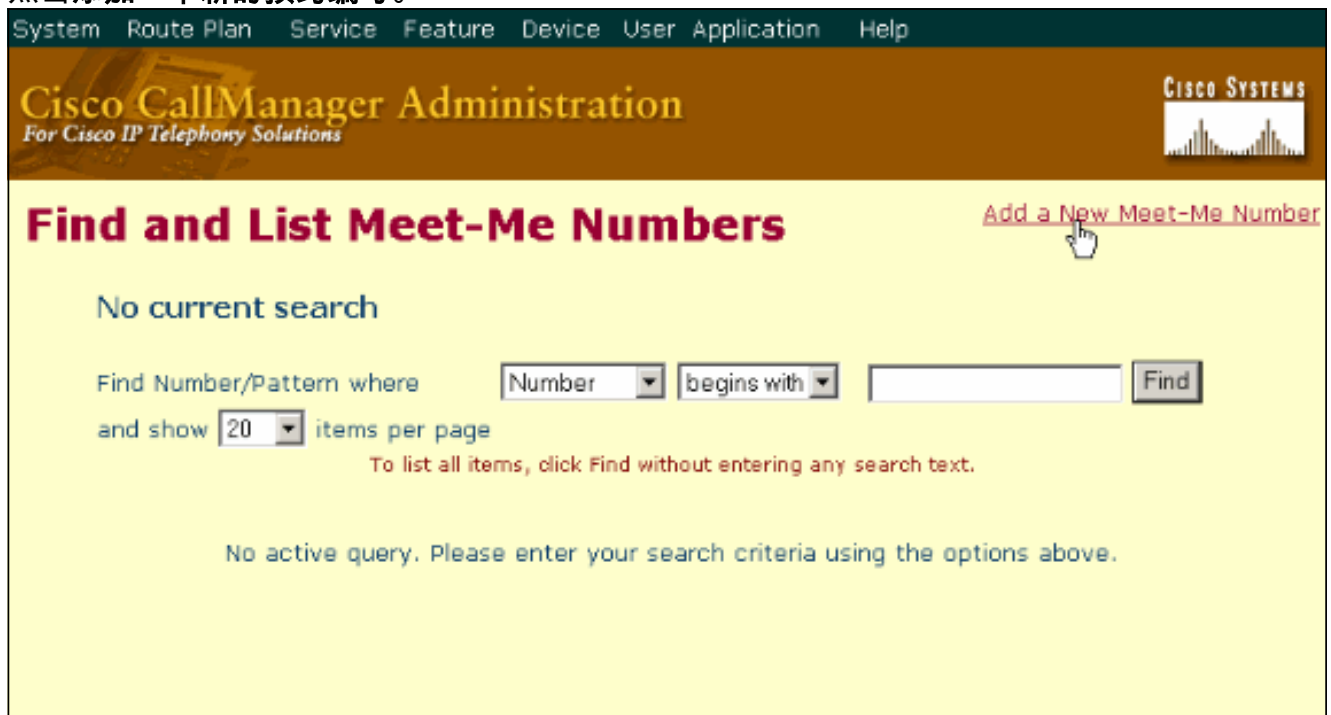 System Route Plan Service Feature Device User Application Help
Cisco CallManager Administration
For Cisco IP Telephony Solutions
CISCO SYSTEMS
Find and List Meet-Me Numbers
Add a New Meet-Me Number
No current search
Find Number/Pattern where Number begins with Find
and show 20 items per page
To list all items, click Find without entering any search text.
No active query. Please enter your search criteria using the options above.